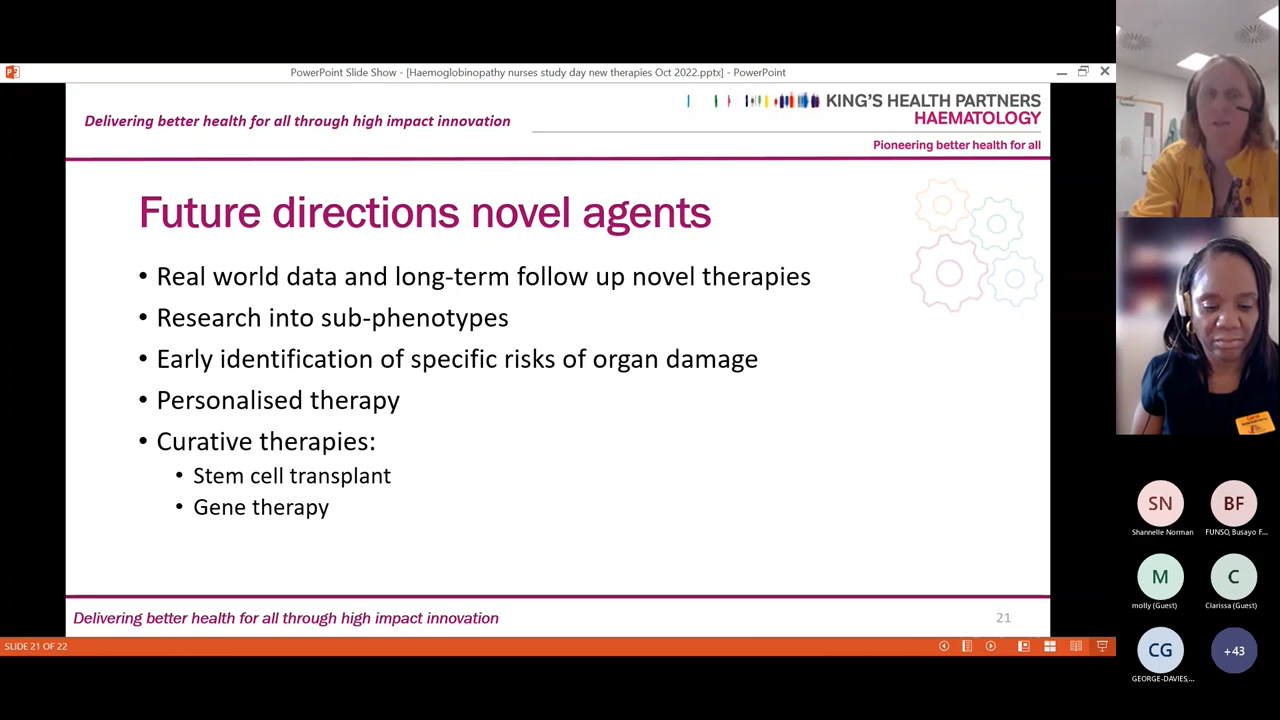 PowerPoint Slide Show - [Haemoglobinopathy nurses study day new therapies Oct 2022.pptx] - PowerPoint
Delivering better health for all through high impact innovation
KING'S HEALTH PARTNERS
HAEMATOLOGY
Pioneering better health for all
Future directions novel agents
• Real world data and long-term follow up novel therapies
• Research into sub-phenotypes
• Early identification of specific risks of organ damage
• Personalised therapy
• Curative therapies:
• Stem cell transplant
• Gene therapy
Delivering better health for all through high impact innovation
21
SLIDE 21 OF 22
SN
Shannelle Norman
BF
FUNSO, Busayo F...
M
molly (Guest)
C
Clarissa (Guest)
CG
GEORGE-DAVIES,...
+43